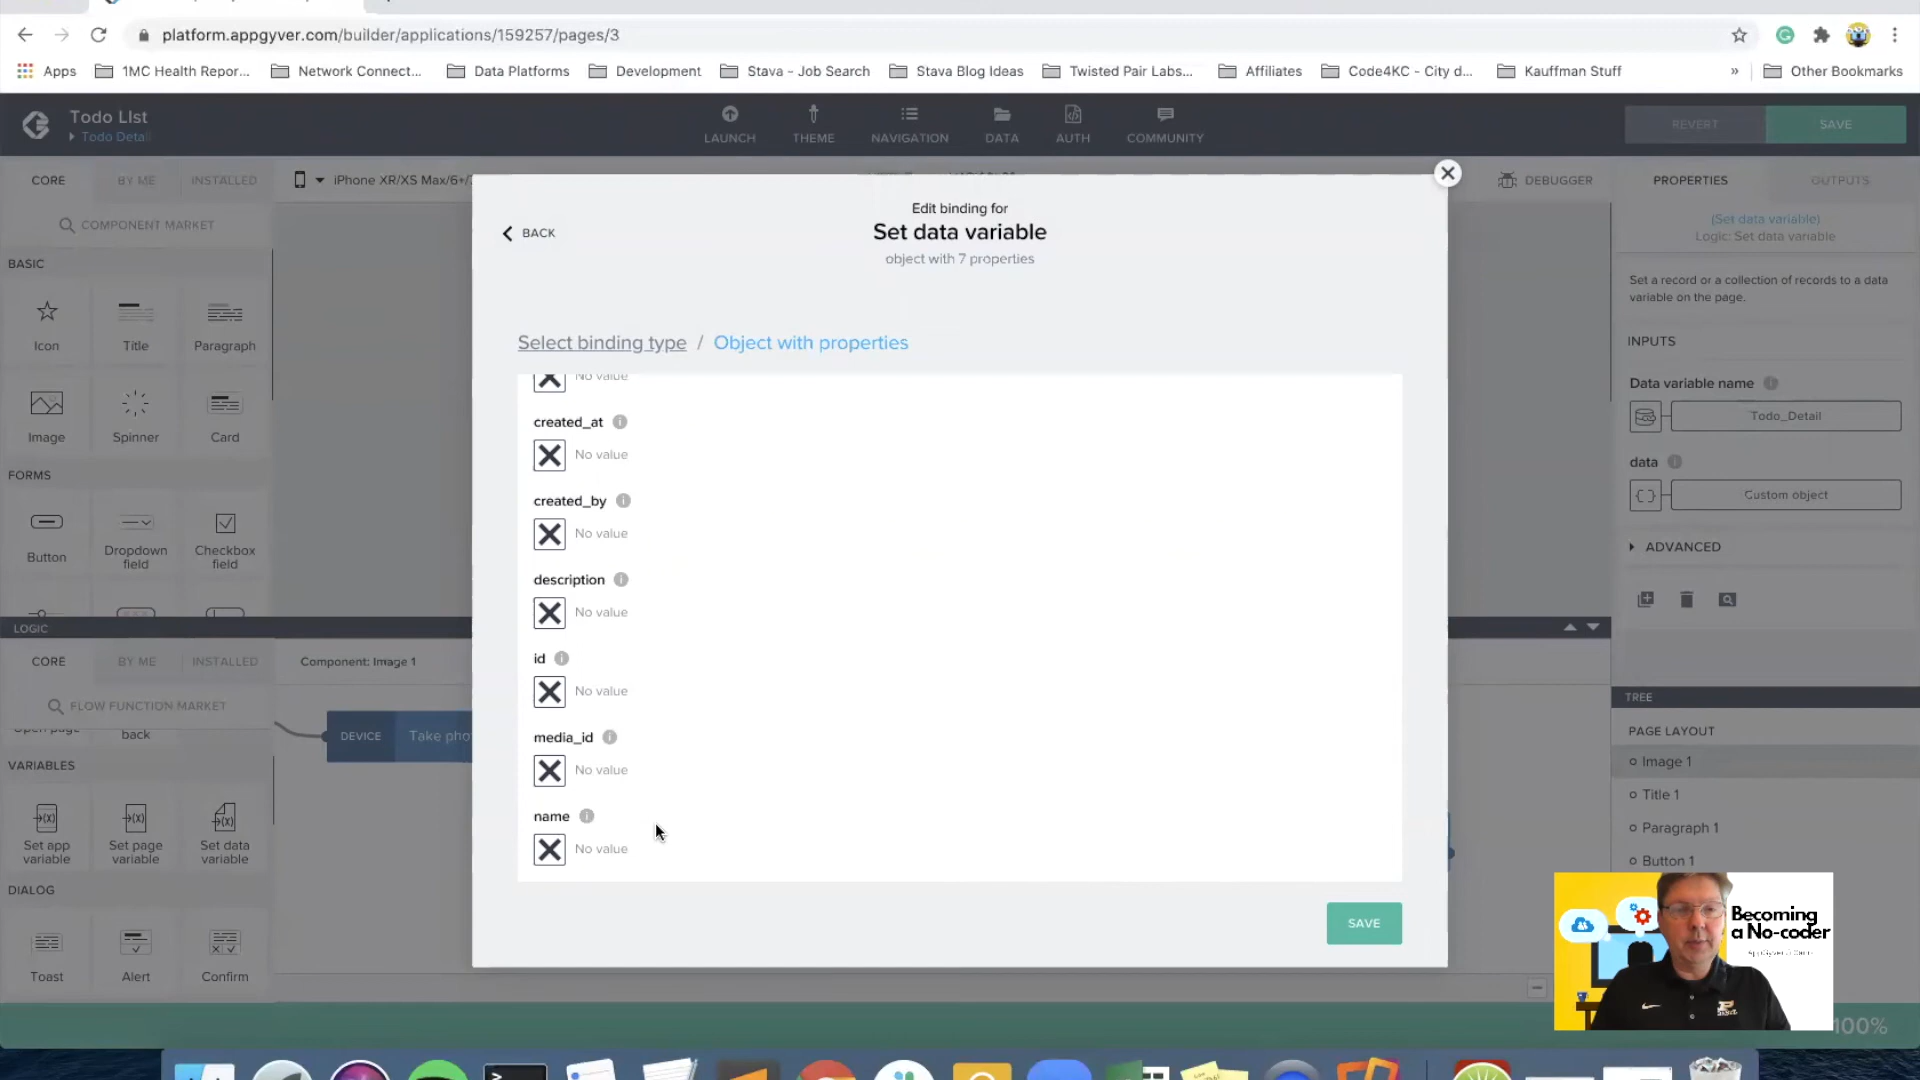 platform.appgyver.com/builder/applications/159257/pages/3
Apps
1MC Health Repor...
Network Connect...
Data Platforms
Development
Stava - Job Search
Stava Blog Ideas
Twisted Pair Labs...
Affiliates
Code4KC - City d...
Kauffman Stuff
»
Other Bookmarks
Todo LIst
Todo Detail
LAUNCH
THEME
NAVIGATION
DATA
AUTH
COMMUNITY
REVERT
SAVE
CORE
BY ME
INSTALLED
iPhone XR/XS Max/6+/
DEBUGGER
PROPERTIES
OUTPUTS
COMPONENT MARKET
BASIC
Icon
Title
Paragraph
Image
Spinner
Card
FORMS
Button
Dropdown field
Checkbox field
BACK
Edit binding for
Set data variable
object with 7 properties
Select binding type / Object with properties
No value
created_at
No value
created_by
No value
description
No value
id
No value
media_id
No value
name
No value
SAVE
(Set data variable)
Logic: Set data variable
Set a record or a collection of records to a data
variable on the page.
INPUTS
Data variable name
Todo_Detail
data
Custom object
ADVANCED
LOGIC
CORE
BY ME
INSTALLED
Component: Image 1
FLOW FUNCTION MARKET
Open page
back
DEVICE
Take pho
VARIABLES
Set app variable
Set page variable
Set data variable
DIALOG
Toast
Alert
Confirm
TREE
PAGE LAYOUT
Image 1
Title 1
Paragraph 1
Button 1
Becoming
a No-coder
100%